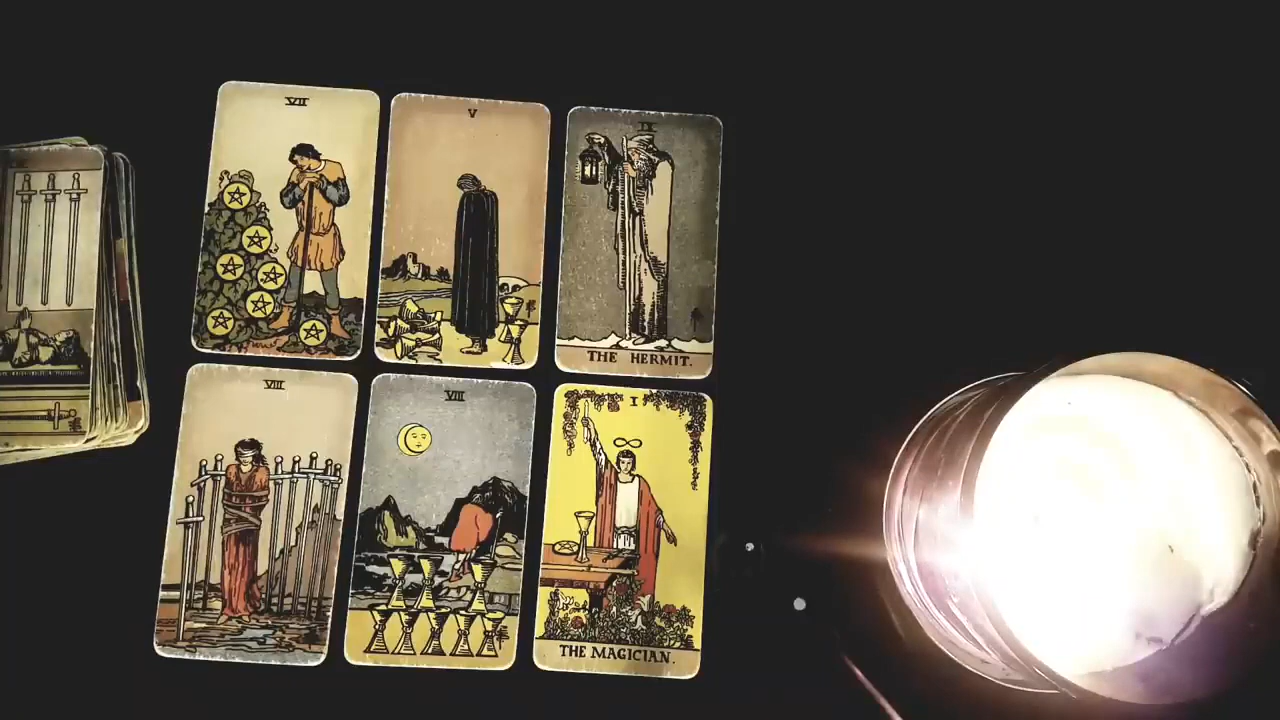 VII
V
IX
THE HERMIT.
VIII
VIII
I
THE MAGICIAN.